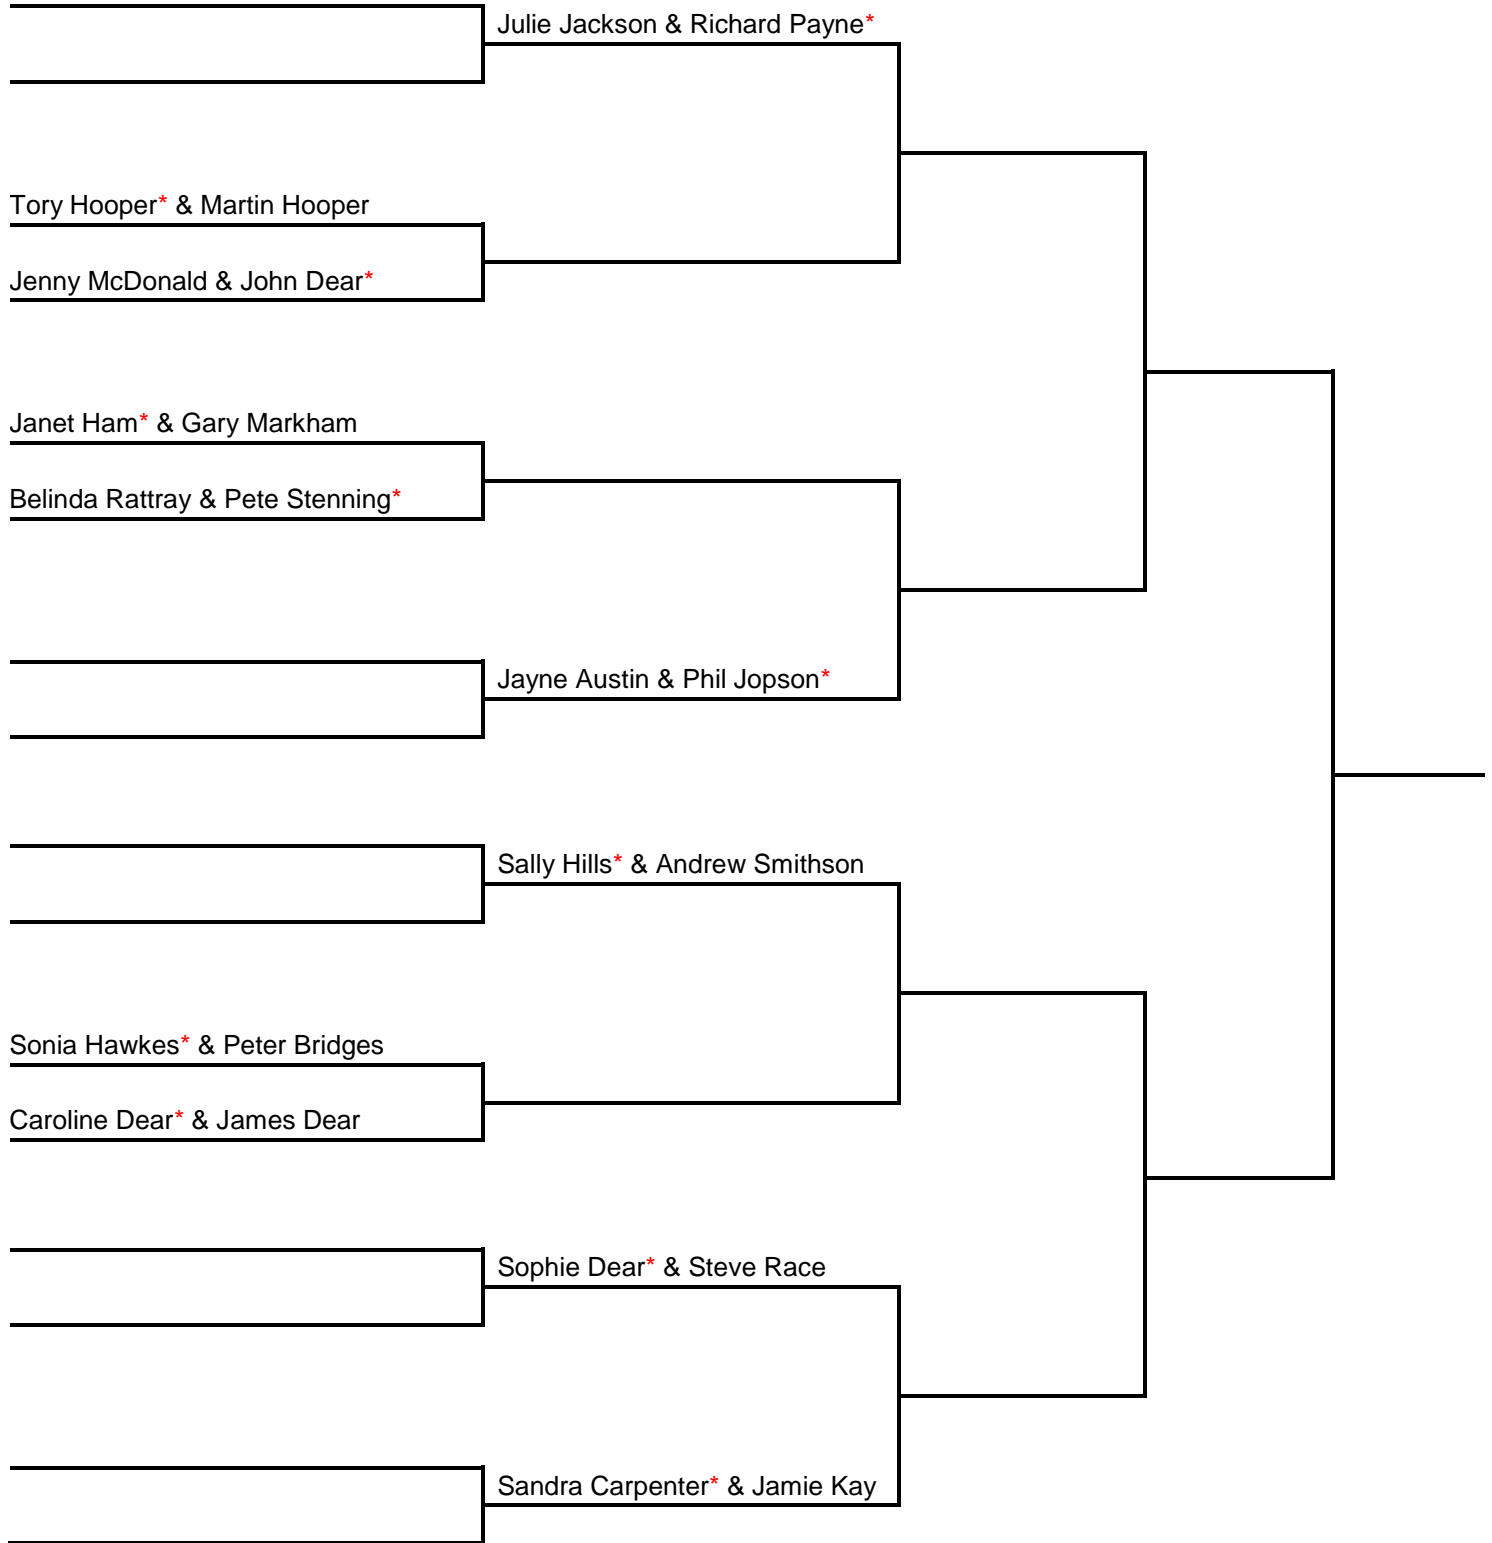 Julie Jackson & Richard Payne*
Tory Hooper* & Martin Hooper
Jenny McDonald & John Dear*
Janet Ham* & Gary Markham
Belinda Rattray & Pete Stenning*
Jayne Austin & Phil Jopson*
Sally Hills* & Andrew Smithson
Sonia Hawkes* & Peter Bridges
Caroline Dear* & James Dear
Sophie Dear* & Steve Race
Sandra Carpenter* & Jamie Kay